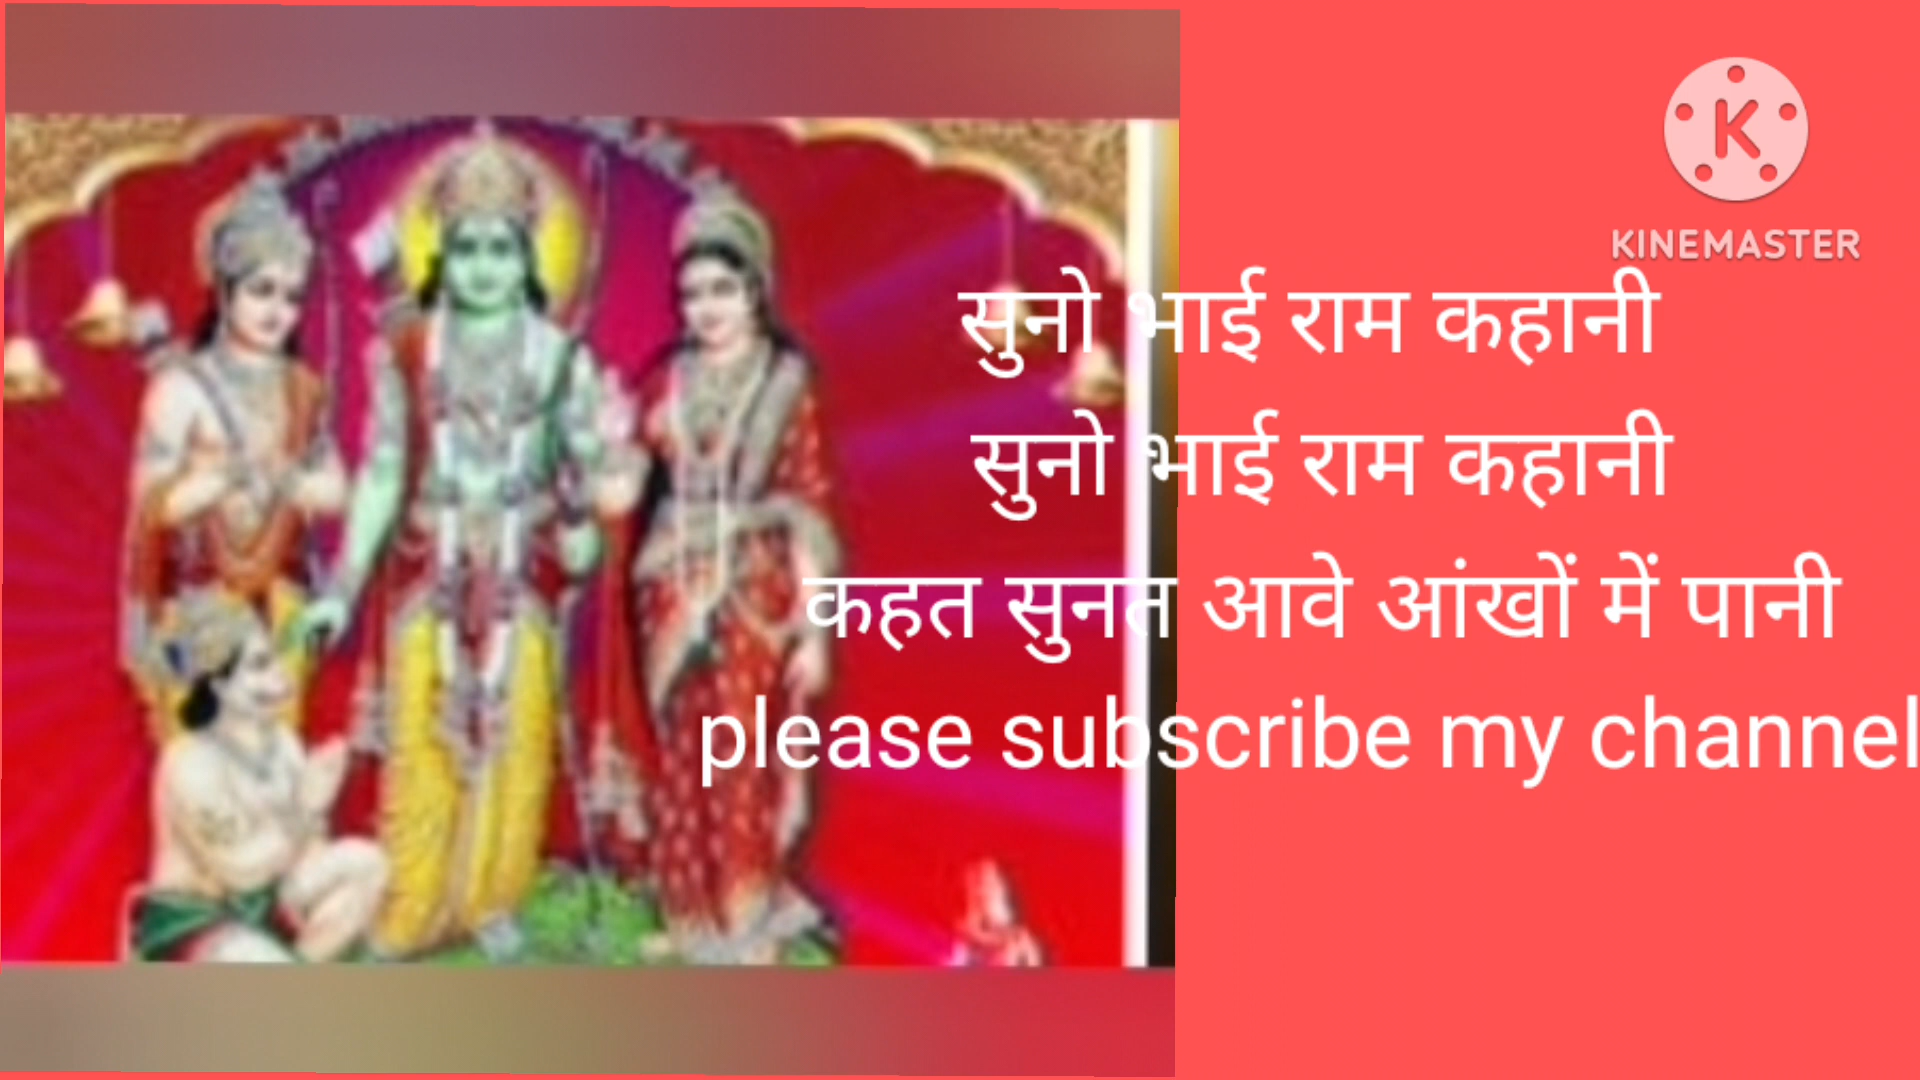 K
KINEMASTER
सुनो भाई राम कहानी
सुनो भाई राम कहानी
कहत सुनत आवे आंखों में पानी
please subscribe my channel